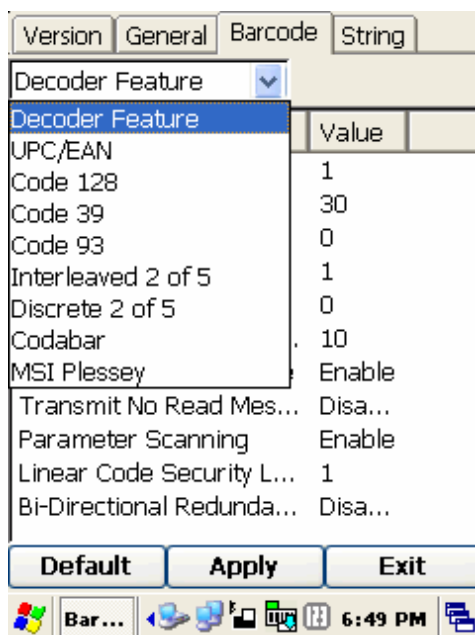 Version General Barcode String
Decoder Feature
Decoder Feature Value
UPC/EAN 1
Code 128
Code 39 30
Code 93 0
Interleaved 2 of 5 1
Discrete 2 of 5 0
Codabar . 10
MSI Plessey Enable
Transmit No Read Mes... Disa...
Parameter Scanning Enable
Linear Code Security L... 1
Bi-Directional Redunda... Disa...
Default Apply Exit
Bar... 6:49 PM